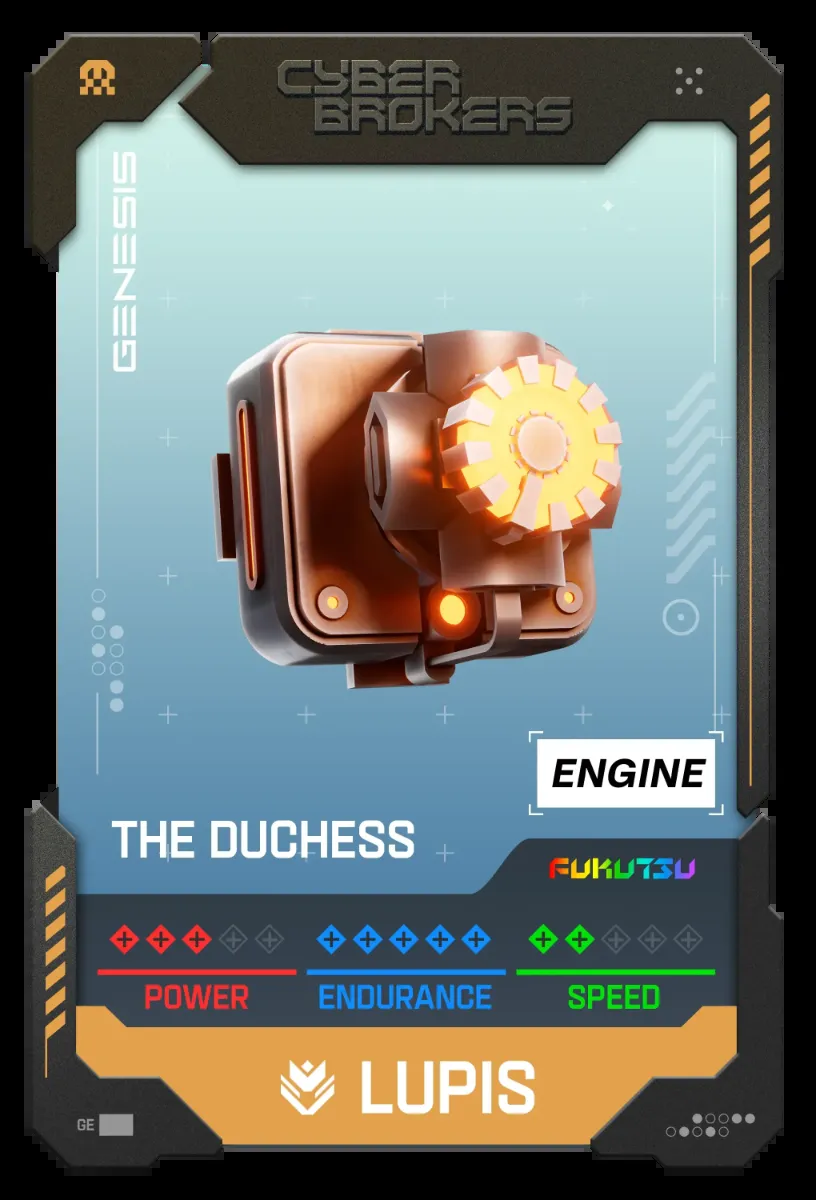 CYBER
BROKERS
GENESIS
ENGINE
THE DUCHESS
FUKUTSU
POWER ENDURANCE SPEED
LUPIS
GE